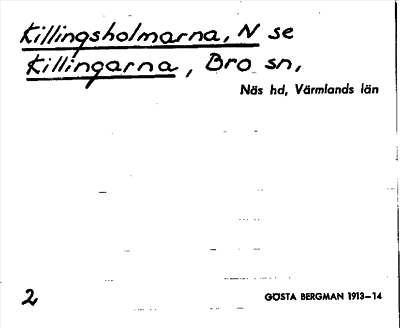 Killingsholmarna, N se
Killingarna, Bro sn,
Näs hd, Värmlands län
2
GÖSTA BERGMAN 1913-14